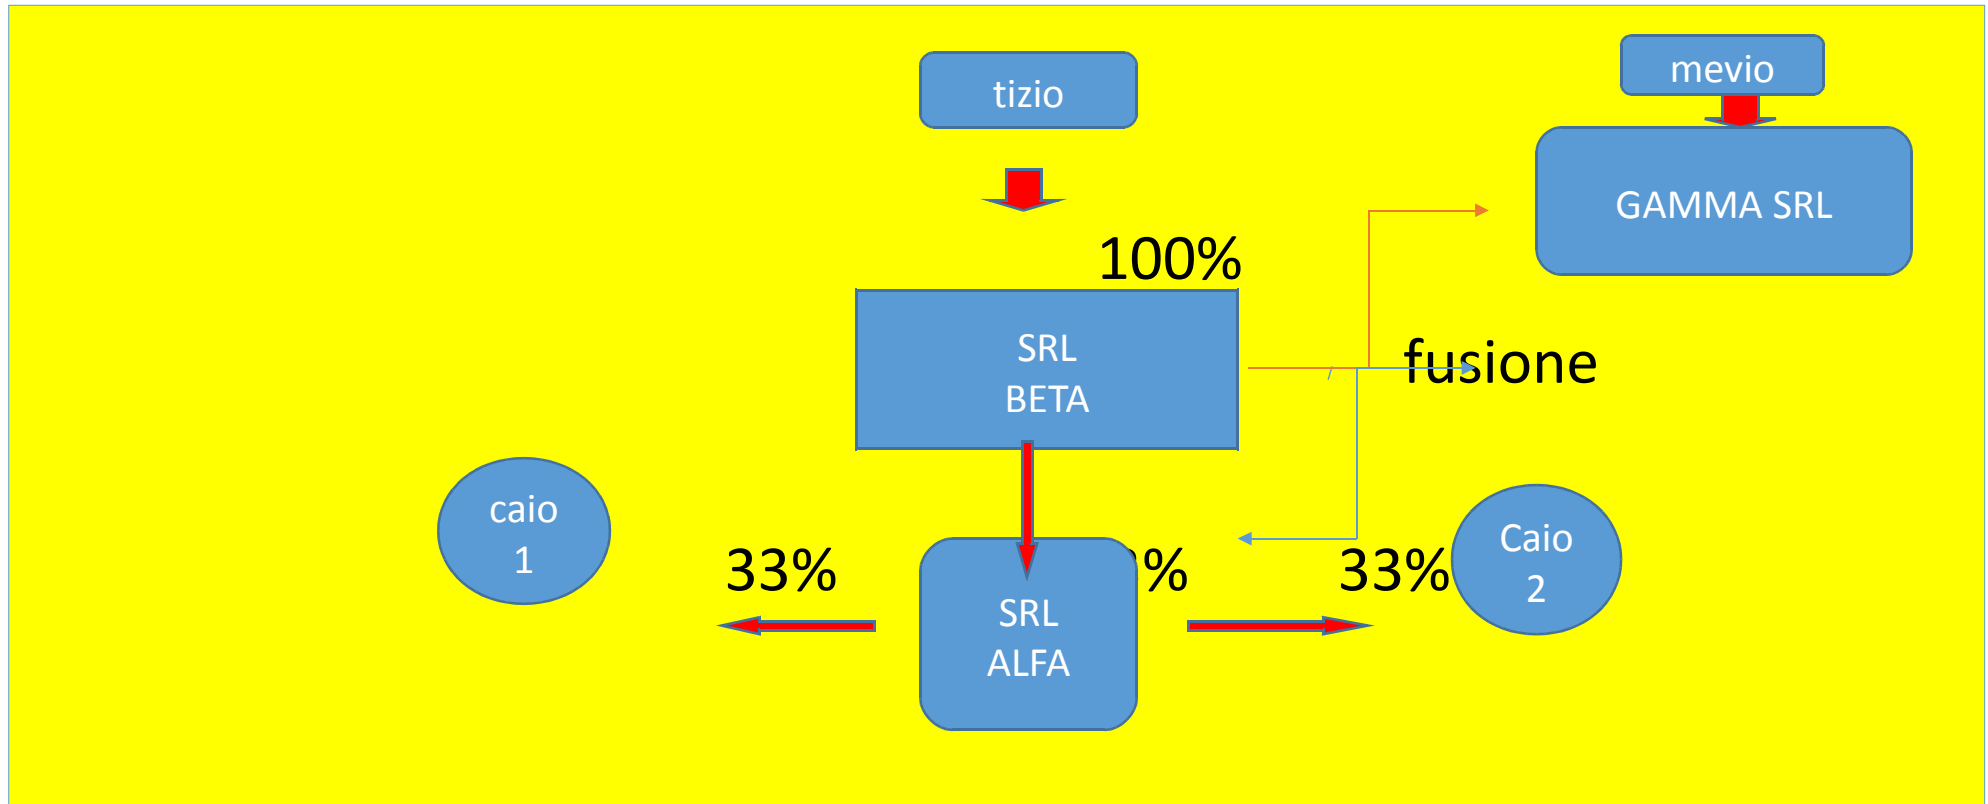 mevio
tizio
GAMMA SRL
100%
SRL
BETA
fusione
caio
1
Caio
2
33%
%
33%
SRL
ALFA